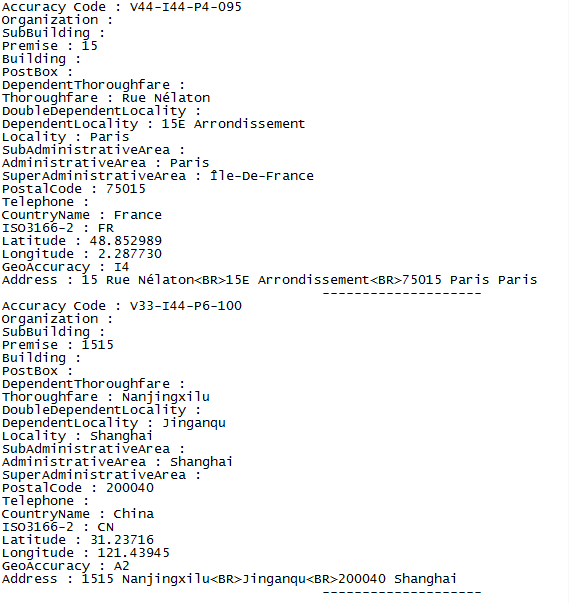 Accuracy Code : V44-I44-P4-095
Organization :
SubBuilding :
Premise : 15
Building :
PostBox :
DependentThoroughfare :
Thoroughfare : Rue Nélaton
DoubleDependentLocality :
DependentLocality : 15E Arrondissement
Locality : Paris
SubAdministrativeArea :
AdministrativeArea : Paris
SuperAdministrativeArea : Île-De-France
PostalCode : 75015
Telephone :
CountryName : France
ISO3166-2 : FR
Latitude : 48.852989
Longitude : 2.287730
GeoAccuracy : I4
Address : 15 Rue Nélaton<BR>15E Arrondissement<BR>75015 Paris Paris
--------------------
Accuracy Code : V33-I44-P6-100
Organization :
SubBuilding :
Premise : 1515
Building :
PostBox :
DependentThoroughfare :
Thoroughfare : Nanjingxilu
DoubleDependentLocality :
DependentLocality : Jinganqu
Locality : Shanghai
SubAdministrativeArea :
AdministrativeArea : Shanghai
SuperAdministrativeArea :
PostalCode : 200040
Telephone :
CountryName : China
ISO3166-2 : CN
Latitude : 31.23716
Longitude : 121.43945
GeoAccuracy : A2
Address : 1515 Nanjingxilu<BR>Jinganqu<BR>200040 Shanghai
--------------------